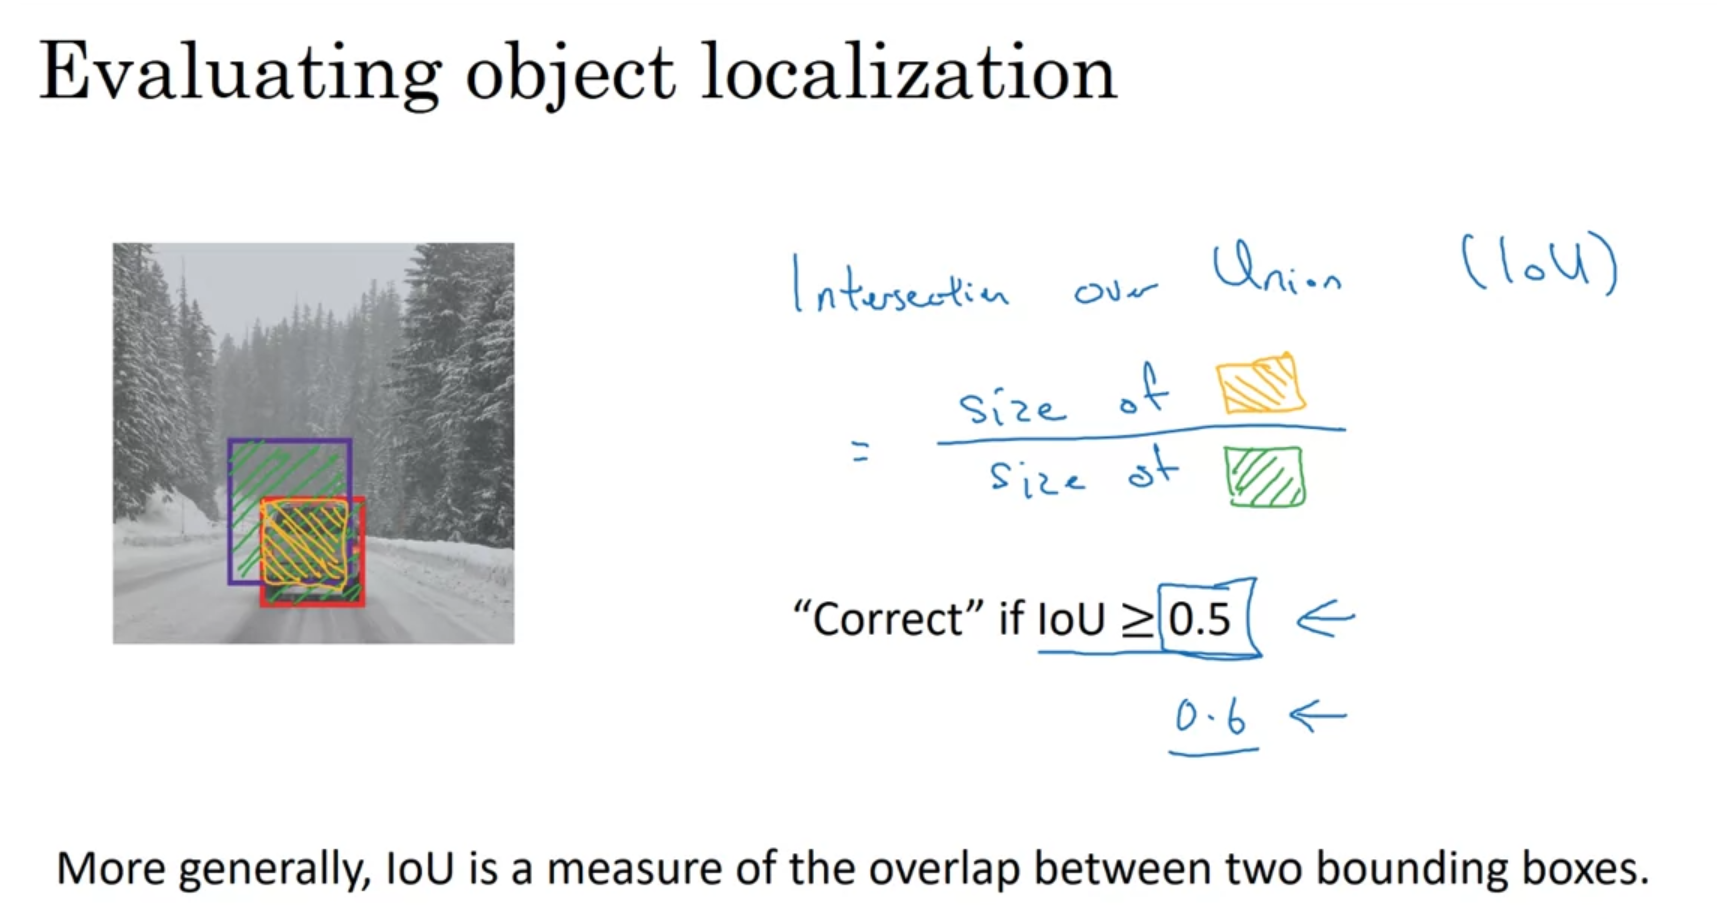 Evaluating object localization
Intersection over Union (IoU)
= size of
size of
“Correct” if IoU ≥ 0.5 ←
0.6 ←
More generally, IoU is a measure of the overlap between two bounding boxes.